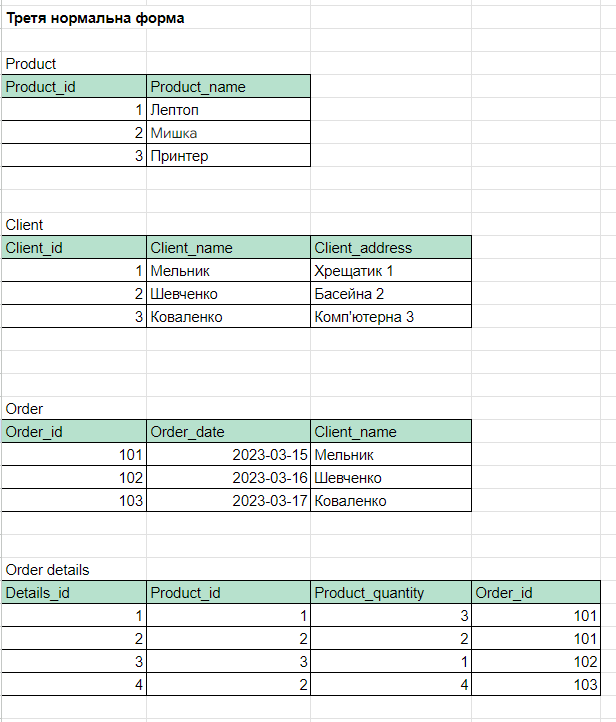 Третя нормальна форма
Product
Product_id Product_name
1 Лептоп
2 Мишка
3 Принтер
Client
Client_id Client_name Client_address
1 Мельник Хрещатик 1
2 Шевченко Басейна 2
3 Коваленко Комп'ютерна 3
Order
Order_id Order_date Client_name
101 2023-03-15 Мельник
102 2023-03-16 Шевченко
103 2023-03-17 Коваленко
Order details
Details_id Product_id Product_quantity Order_id
1 1 3 101
2 2 2 101
3 3 1 102
4 2 4 103